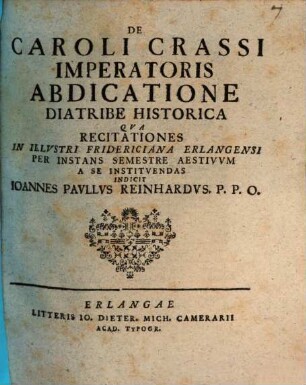 DE
CAROLI CRASSI
IMPERATORIS
ABDICATIONE
DIATRIBE HISTORICA
QVA
RECITATIONES
IN ILLVSTRI FRIDERICIANA ERLANGENSI
PER INSTANS SEMESTRE AESTIVVM
A SE INSTITVENDAS
INDICIT
IOANNES PAVLLVS REINHARDVS. P. P. O.
ERLANGAE
LITTERIS IO. DIETER. MICH. CAMERARII
ACAD. TYPOGR.